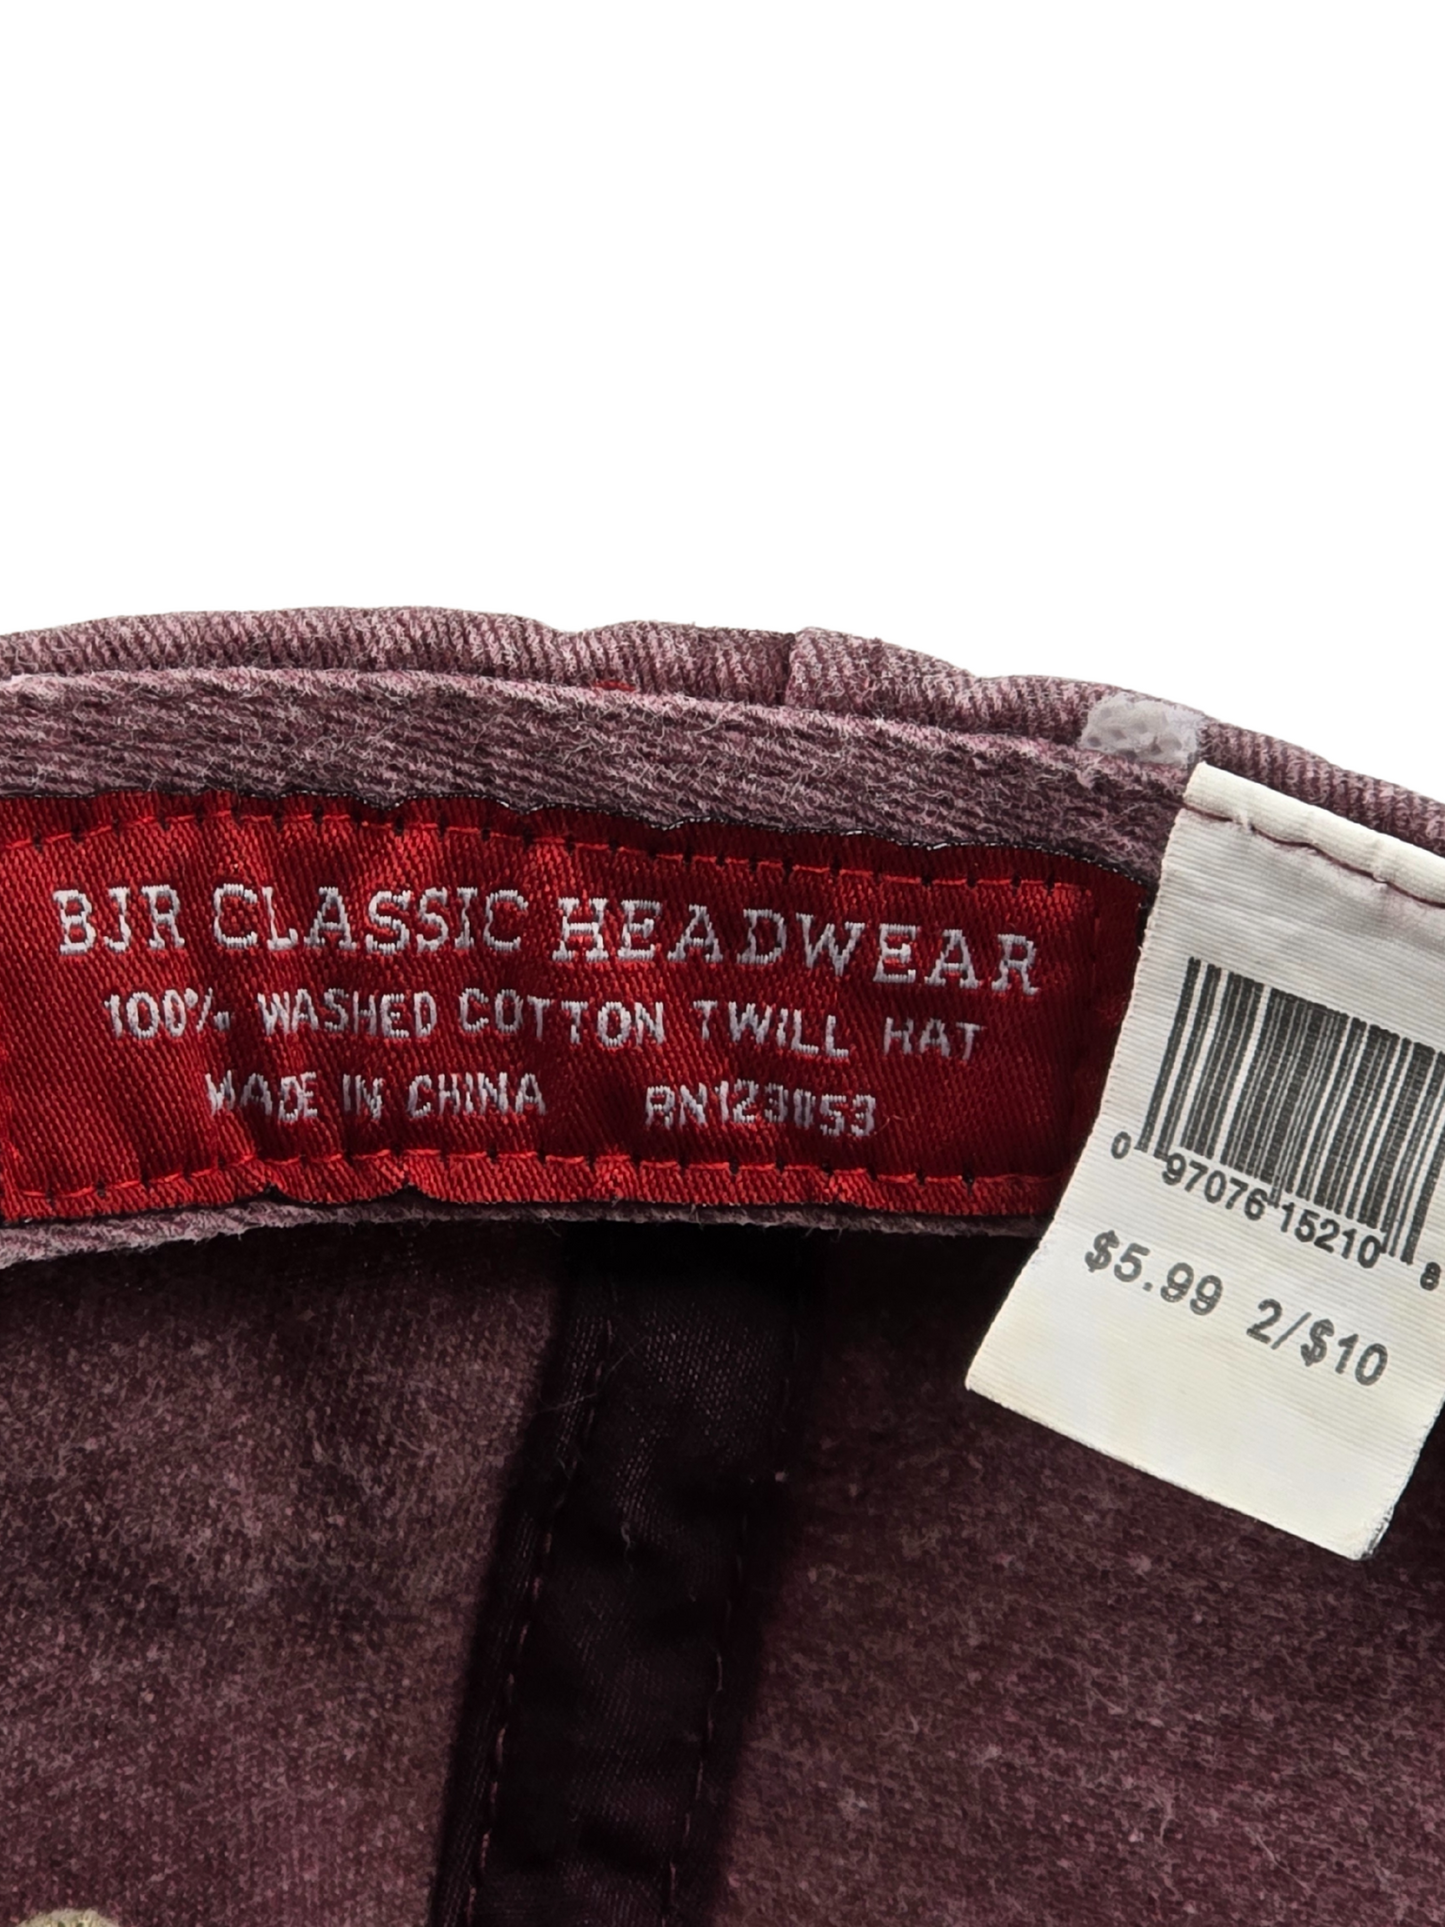 BJR CLASSIC HEADWEAR
100% WASHED COTTON TWILL HAT
MADE IN CHINA RN123853
0 97076 15210 8
$5.99 2/$10